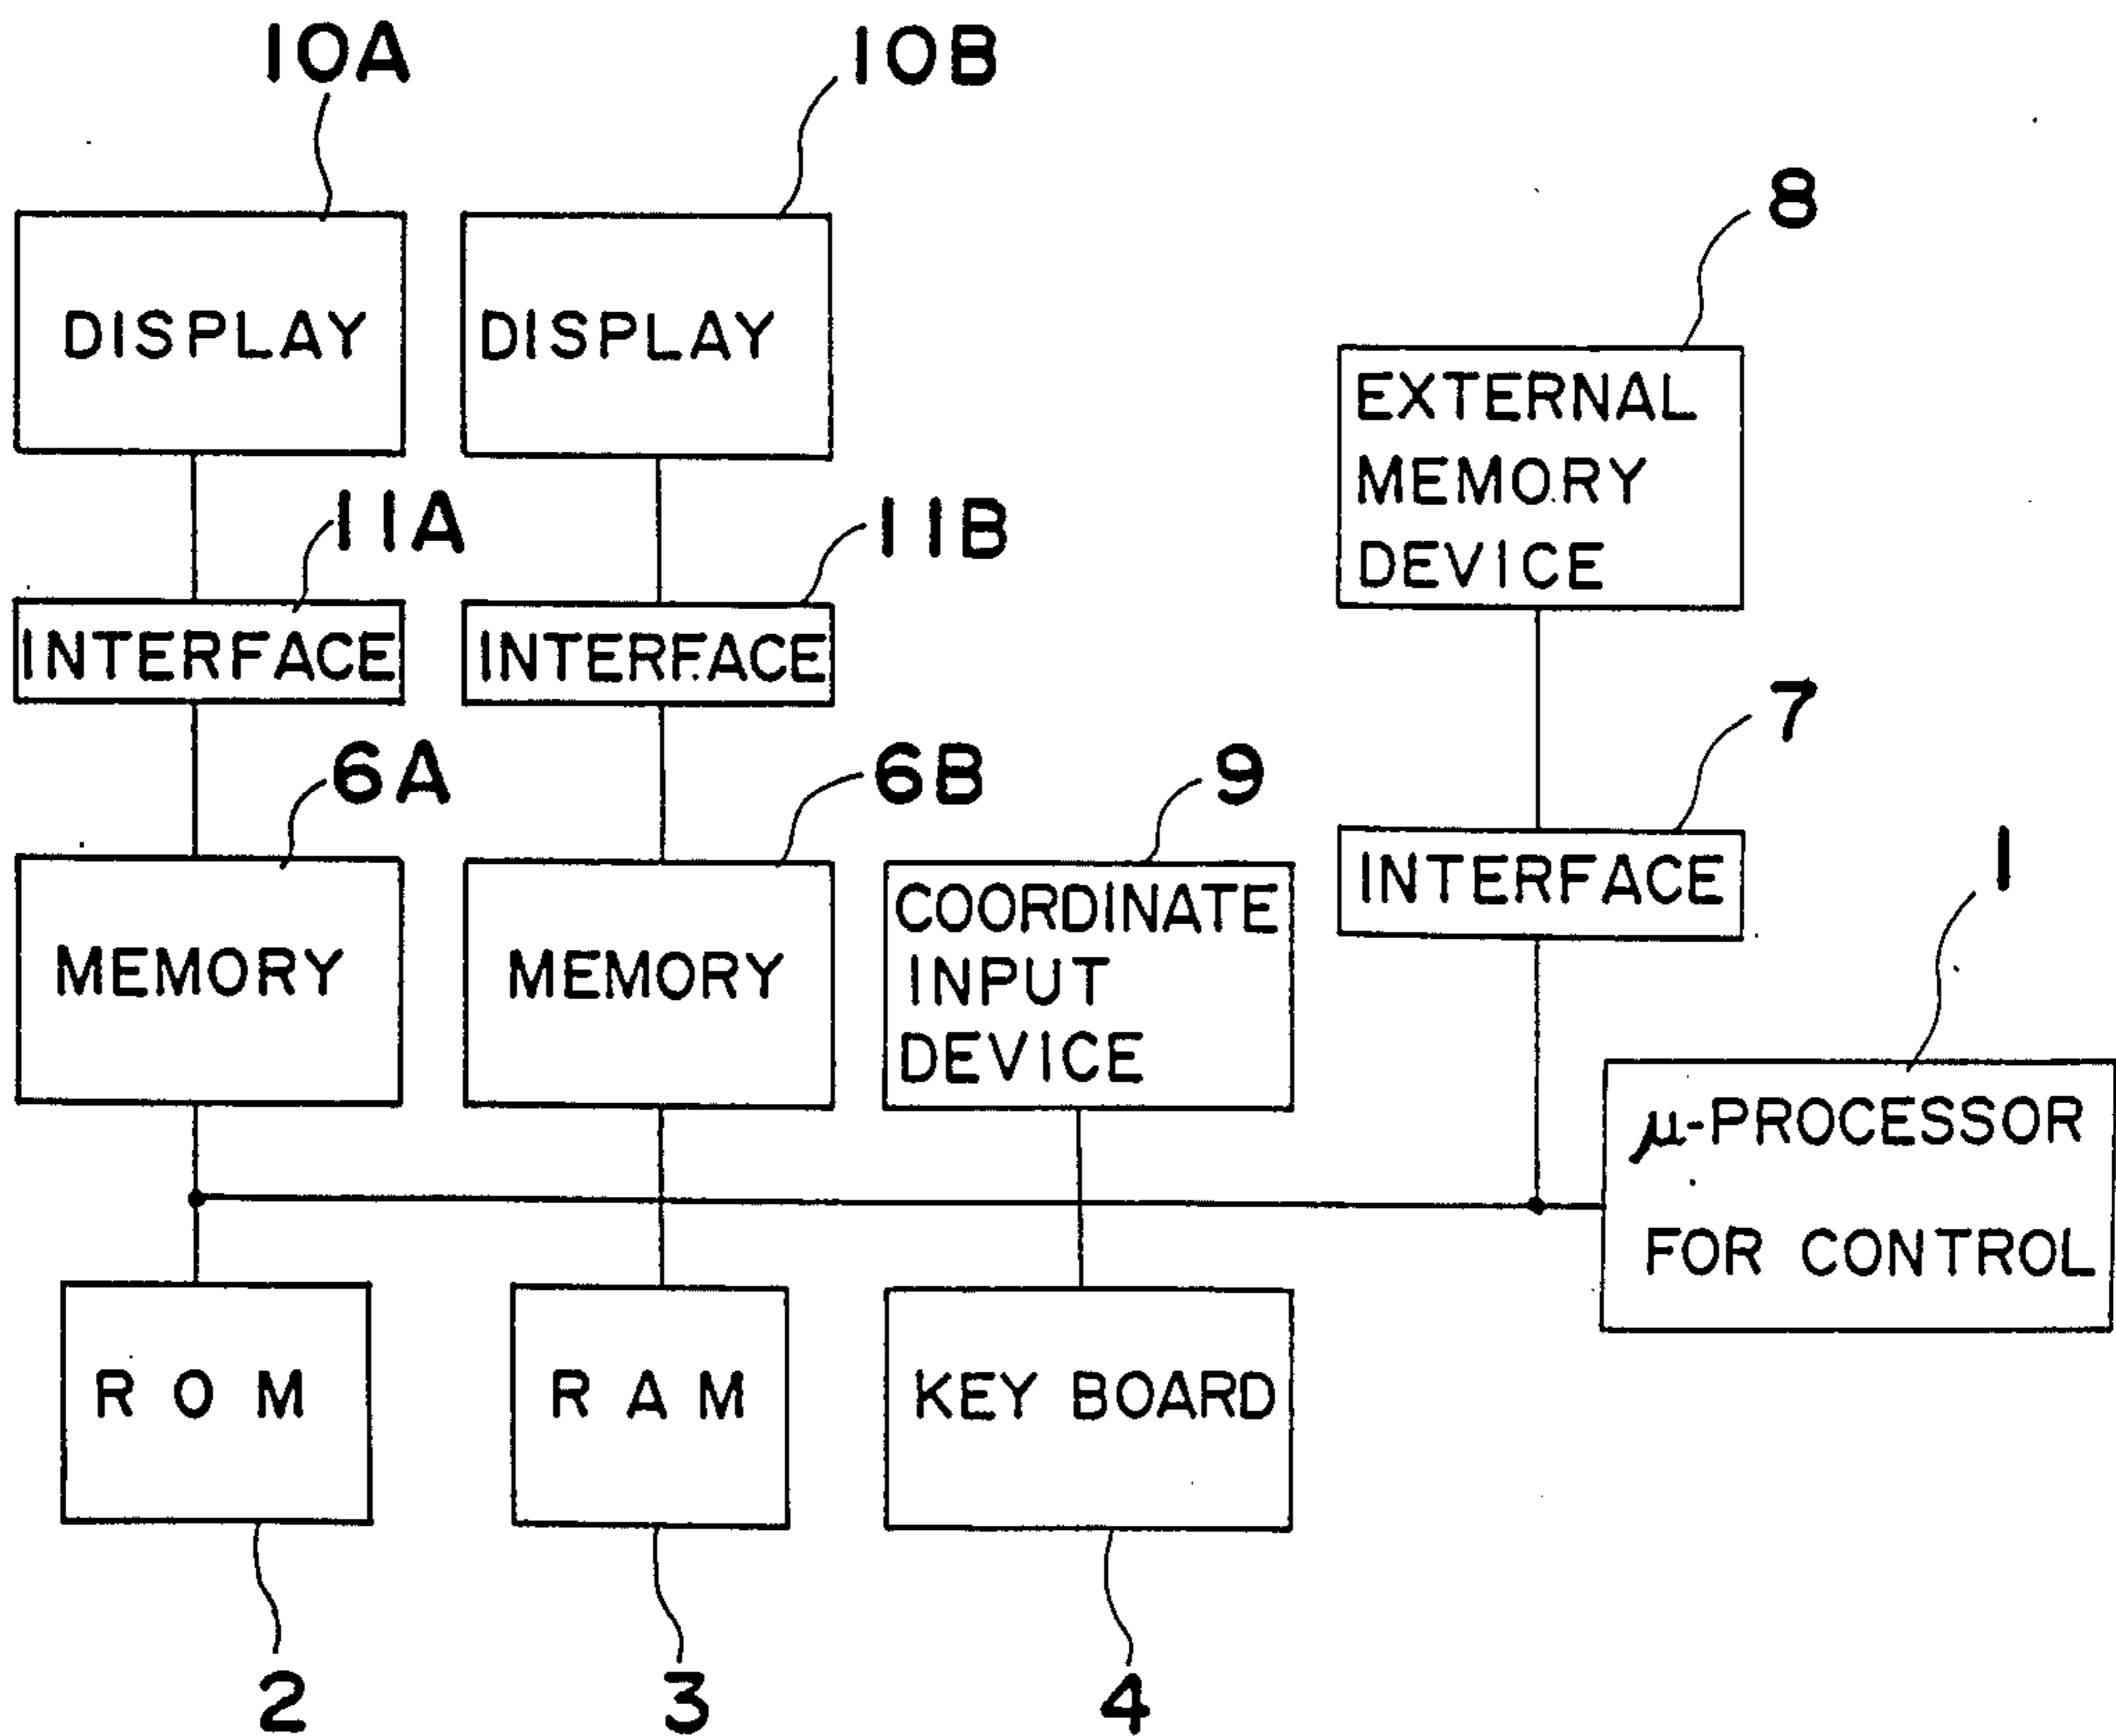 10A
10B
8
DISPLAY
DISPLAY
EXTERNAL
MEMORY
DEVICE
11A
11B
INTERFACE
INTERFACE
7
6A
6B
9
INTERFACE
1
MEMORY
MEMORY
COORDINATE
INPUT
DEVICE
μ-PROCESSOR
FOR CONTROL
ROM
RAM
KEY BOARD
2
3
4